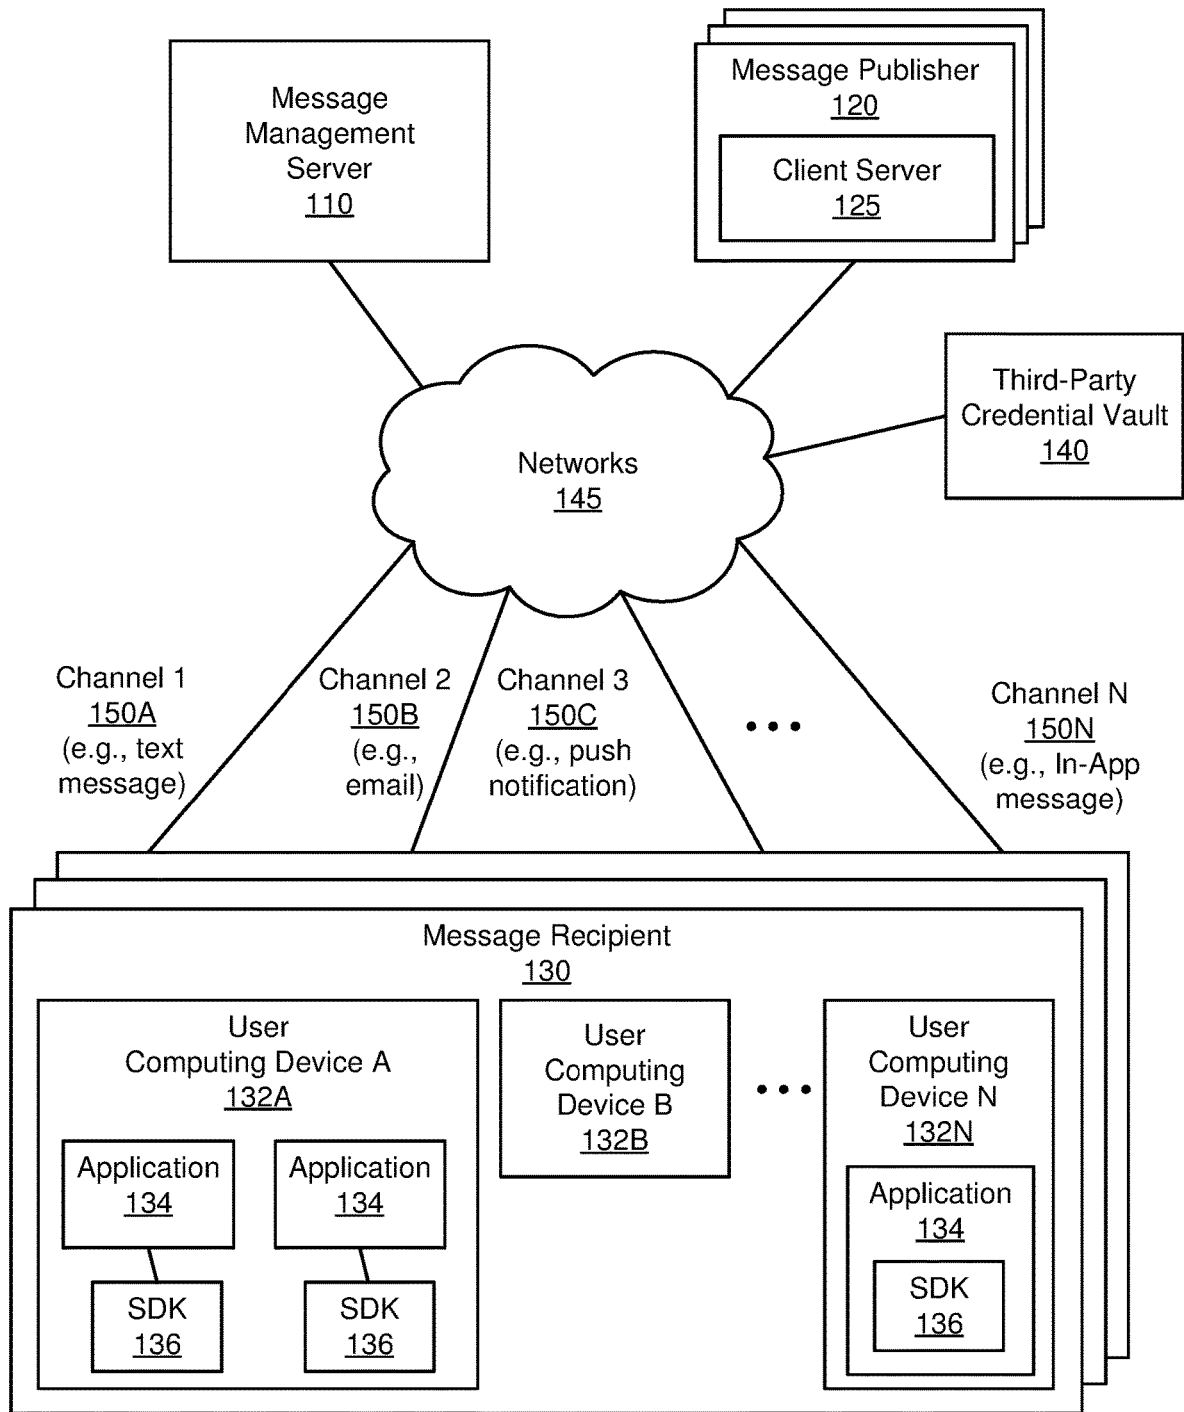 Message
Management
Server
110
Message Publisher
120
Client Server
125
Third-Party
Credential Vault
140
Networks
145
Channel 1
150A
(e.g., text
message)
Channel 2
150B
(e.g.,
email)
Channel 3
150C
(e.g., push
notification)
•••
Channel N
150N
(e.g., In-App
message)
Message Recipient
130
User
Computing Device A
132A
Application
134
SDK
136
Application
134
SDK
136
User
Computing
Device B
132B
•••
User
Computing
Device N
132N
Application
134
SDK
136